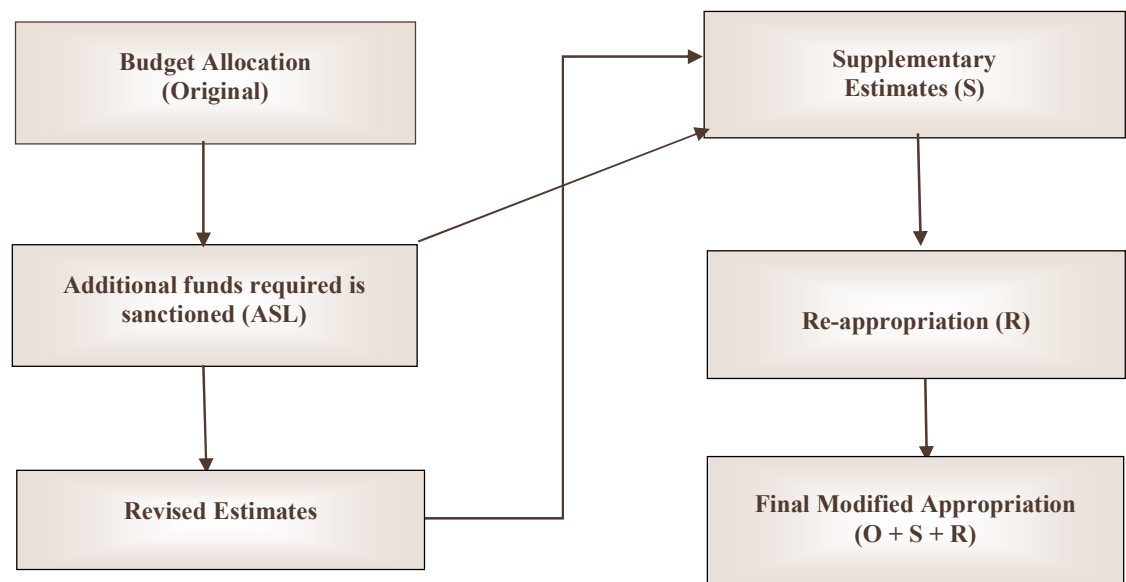 Budget Allocation
(Original)
Additional funds required is
sanctioned (ASL)
Revised Estimates
Supplementary
Estimates (S)
Re-appropriation (R)
Final Modified Appropriation
(O + S + R)